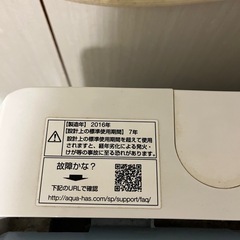 【製造年】2016年
【設計上の標準使用期間】7年
設計上の標準使用期間を超えて使用
されますと、経年劣化による発火・
けが等の事故に至る恐れがあります。
故障かな？
下記のURLで確認
http://aqua-has.com/sp/support/faq/